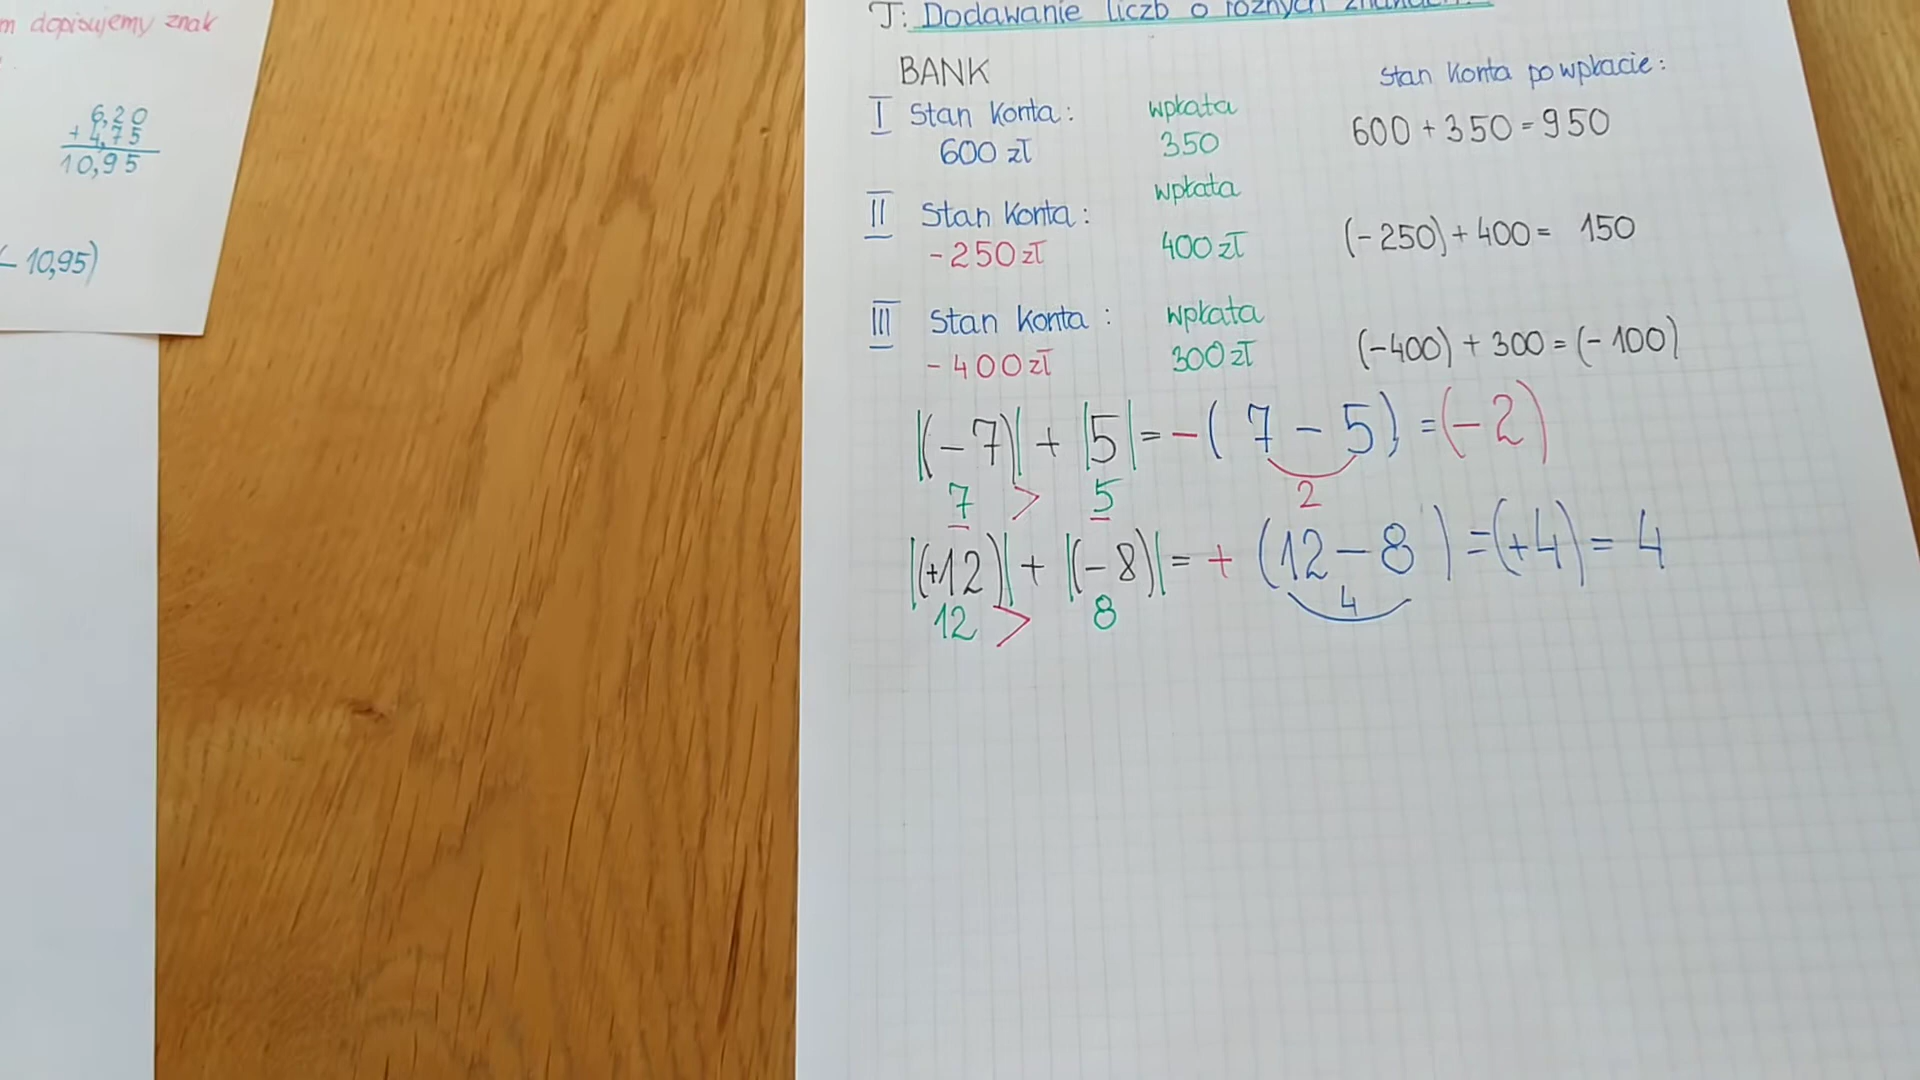 m dopisujemy znak
6,20
+ 4,75
10,95
(- 10,95)
T: Dodawanie liczb o różnych znakach.
BANK
Stan konta po wpłacie:
I Stan konta: wpłata
600 zł 350 600 + 350 = 950
II Stan konta: wpłata
- 250 zł 400 zł (- 250) + 400 = 150
III Stan konta: wpłata
- 400 zł 300 zł (-400) + 300 = (- 100)
|(-7)| + |5| = - (7 - 5) = (-2)
7 > 5 2
|(+12)| + |(-8)| = + (12 - 8) = (+4) = 4
12 > 8 4